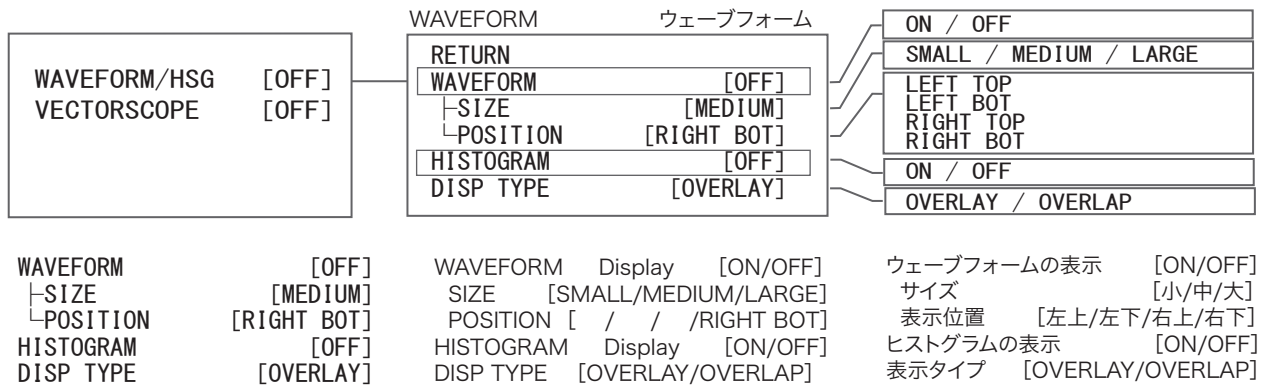 WAVEFORM/HSG [OFF]
VECTORSCOPE [OFF]
WAVEFORM ウェーブフォーム
RETURN
WAVEFORM [OFF]
├SIZE [MEDIUM]
└POSITION [RIGHT BOT]
HISTOGRAM [OFF]
DISP TYPE [OVERLAY]
ON / OFF
SMALL / MEDIUM / LARGE
LEFT TOP
LEFT BOT
RIGHT TOP
RIGHT BOT
ON / OFF
OVERLAY / OVERLAP
WAVEFORM [OFF]
├SIZE [MEDIUM]
└POSITION [RIGHT BOT]
HISTOGRAM [OFF]
DISP TYPE [OVERLAY]
WAVEFORM Display [ON/OFF]
SIZE [SMALL/MEDIUM/LARGE]
POSITION [ / / /RIGHT BOT]
HISTOGRAM Display [ON/OFF]
DISP TYPE [OVERLAY/OVERLAP]
ウェーブフォームの表示 [ON/OFF]
サイズ [小/中/大]
表示位置 [左上/左下/右上/右下]
ヒストグラムの表示 [ON/OFF]
表示タイプ [OVERLAY/OVERLAP]